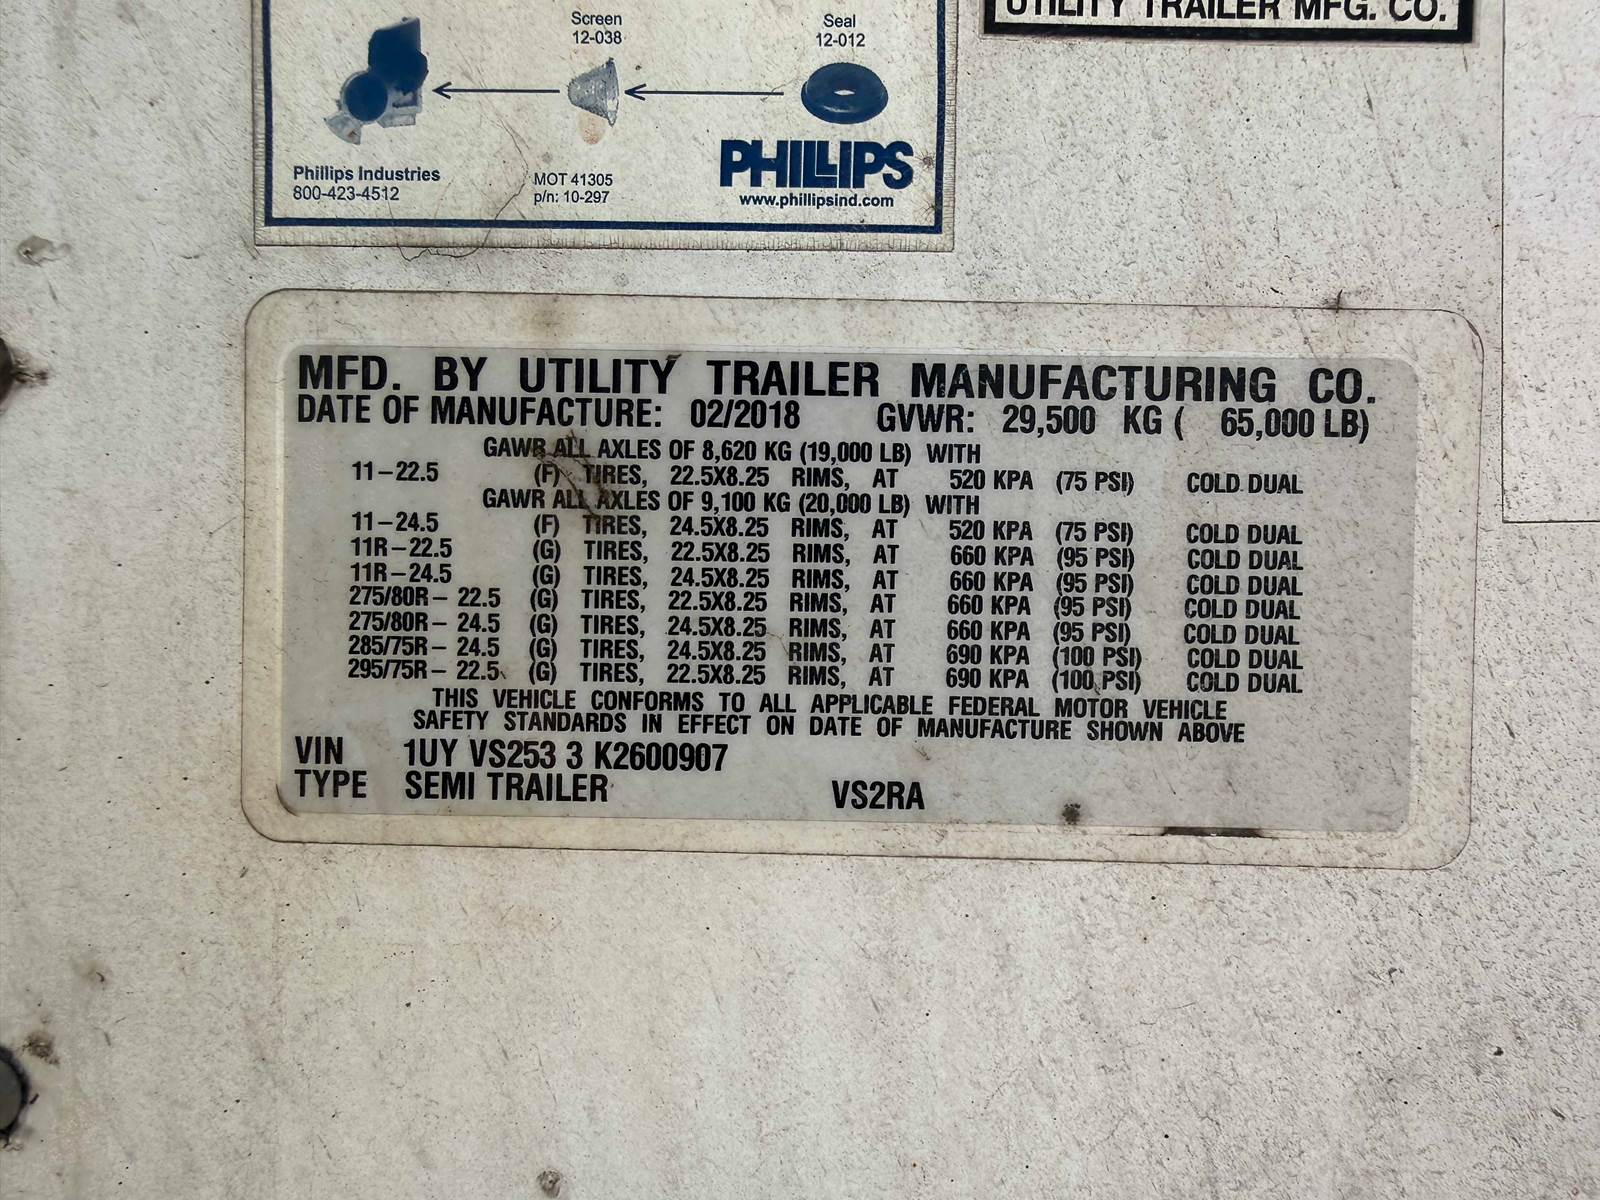 UTILITY TRAILER MFG. CO.
Screen
12-038
Seal
12-012
Phillips Industries
800-423-4512
MOT 41305
p/n: 10-297
PHILLIPS
www.phillipsind.com
MFD. BY UTILITY TRAILER MANUFACTURING CO.
DATE OF MANUFACTURE: 02/2018 GVWR: 29,500 KG ( 65,000 LB)
GAWR ALL AXLES OF 8,620 KG (19,000 LB) WITH
11-22.5 (F) TIRES, 22.5X8.25 RIMS, AT 520 KPA (75 PSI) COLD DUAL
GAWR ALL AXLES OF 9,100 KG (20,000 LB) WITH
11-24.5 (F) TIRES, 24.5X8.25 RIMS, AT 520 KPA (75 PSI) COLD DUAL
11R-22.5 (G) TIRES, 22.5X8.25 RIMS, AT 660 KPA (95 PSI) COLD DUAL
11R-24.5 (G) TIRES, 24.5X8.25 RIMS, AT 660 KPA (95 PSI) COLD DUAL
275/80R- 22.5 (G) TIRES, 22.5X8.25 RIMS, AT 660 KPA (95 PSI) COLD DUAL
275/80R- 24.5 (G) TIRES, 24.5X8.25 RIMS, AT 660 KPA (95 PSI) COLD DUAL
285/75R- 24.5 (G) TIRES, 24.5X8.25 RIMS, AT 690 KPA (100 PSI) COLD DUAL
295/75R- 22.5 (G) TIRES, 22.5X8.25 RIMS, AT 690 KPA (100 PSI) COLD DUAL
THIS VEHICLE CONFORMS TO ALL APPLICABLE FEDERAL MOTOR VEHICLE
SAFETY STANDARDS IN EFFECT ON DATE OF MANUFACTURE SHOWN ABOVE
VIN 1UY VS253 3 K2600907
TYPE SEMI TRAILER VS2RA